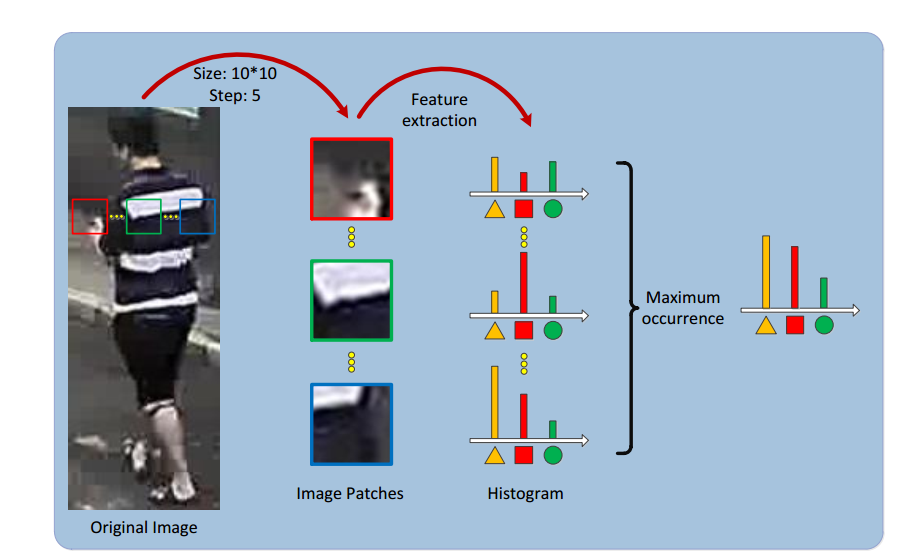 Size: 10*10
Step: 5
Feature
extraction
Maximum
occurrence
Image Patches
Histogram
Original Image